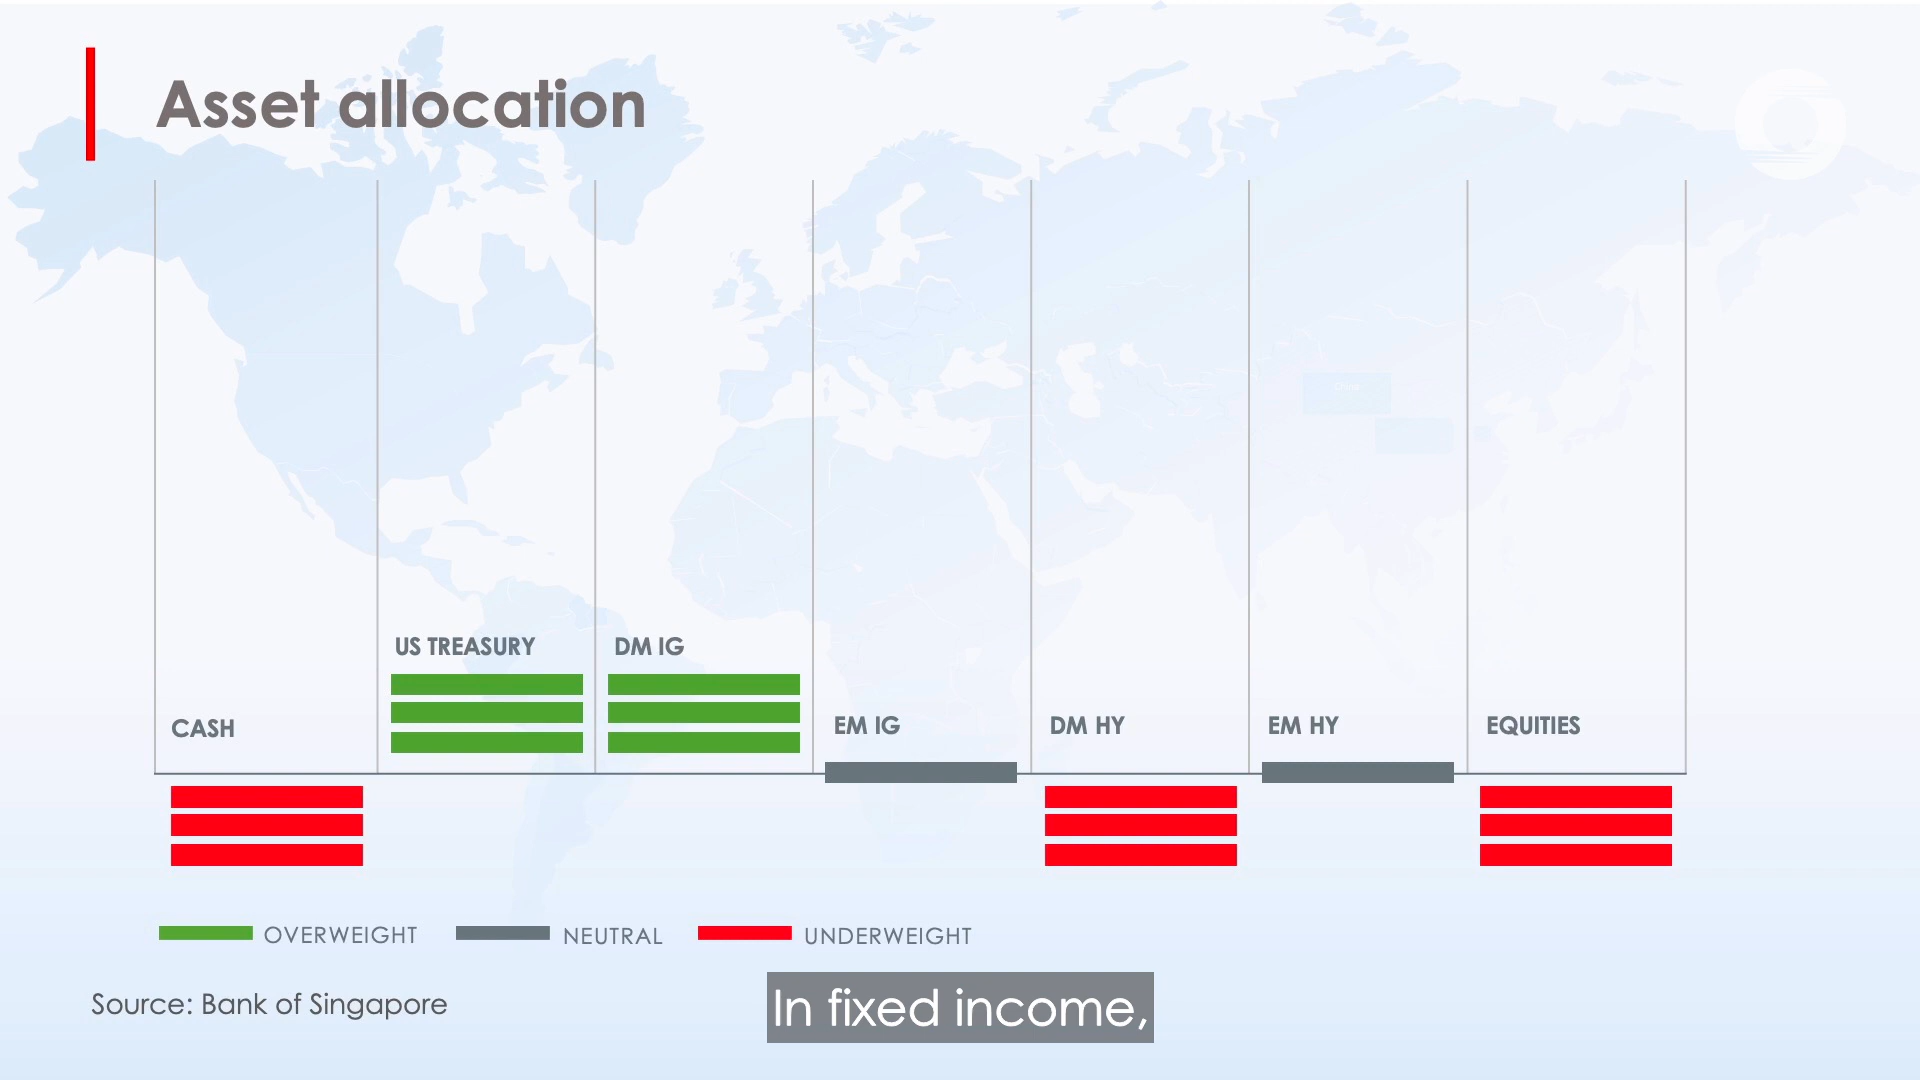 Asset allocation
US TREASURY
DM IG
CASH
EM IG
DM HY
EM HY
EQUITIES
OVERWEIGHT
NEUTRAL
UNDERWEIGHT
Source: Bank of Singapore
In fixed income,